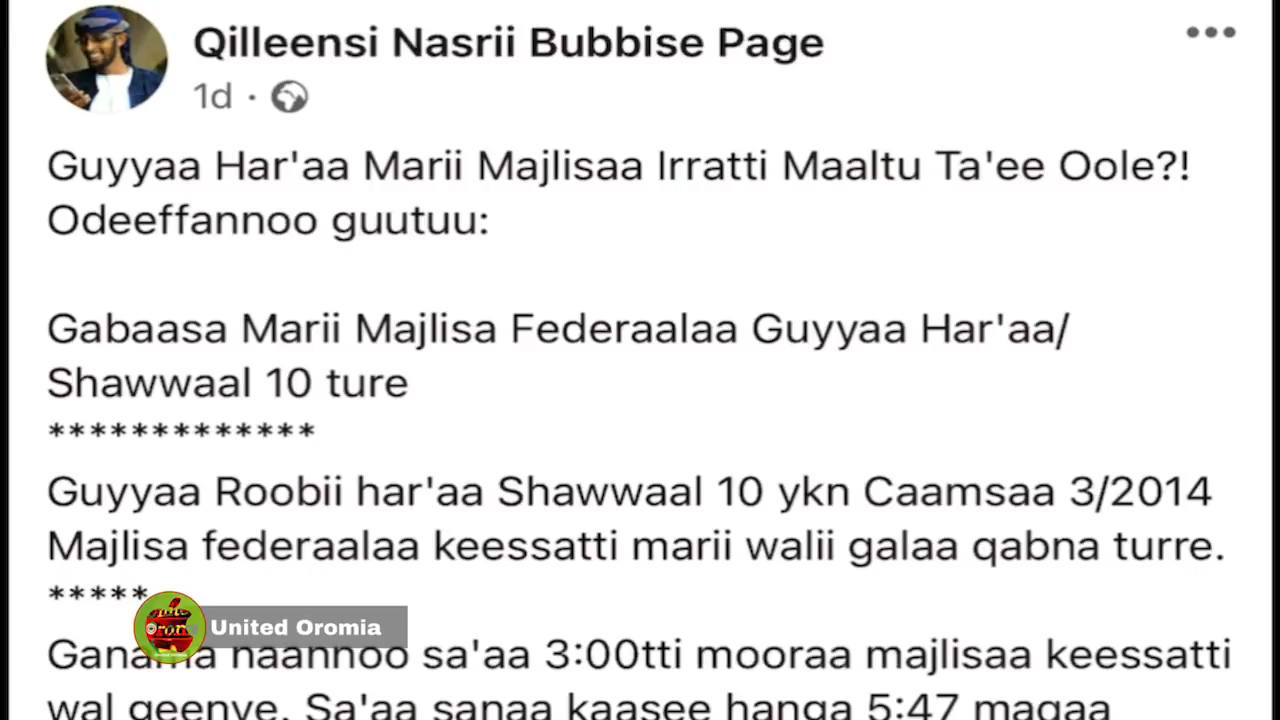 Qilleensi Nasrii Bubbise Page
1d ·
Guyyaa Har'aa Marii Majlisaa Irratti Maaltu Ta'ee Oole?!
Odeeffannoo guutuu:
Gabaasa Marii Majlisa Federaalaa Guyyaa Har'aa/
Shawwaal 10 ture
*************
Guyyaa Roobii har'aa Shawwaal 10 ykn Caamsaa 3/2014
Majlisa federaalaa keessatti marii walii galaa qabna turre.
*****
United Oromia
naannoo sa'aa 3:00tti mooraa majlisaa keessatti
wal geenye. Sa'aa sanaa kaasee hanga 5:47 magaa